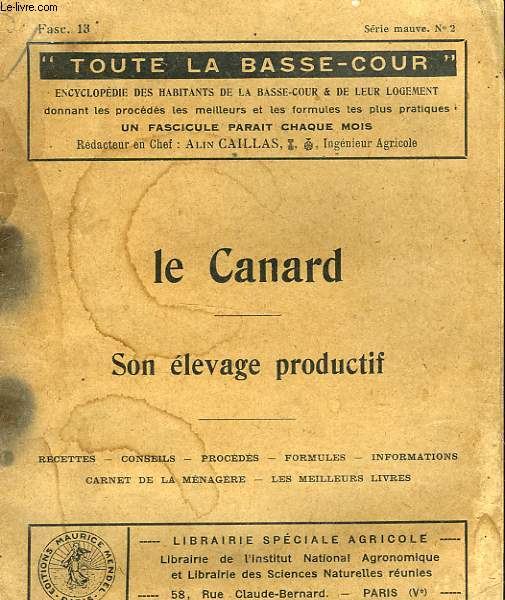 Le-livre.com
Fasc. 13
Série mauve. N° 2
" TOUTE LA BASSE-COUR "
ENCYCLOPÉDIE DES HABITANTS DE LA BASSE-COUR & DE LEUR LOGEMENT
donnant les procédés les meilleurs et les formules les plus pratiques
UN FASCICULE PARAIT CHAQUE MOIS
Rédacteur en Chef : ALIN CAILLAS, Ingénieur Agricole
le Canard
Son élevage productif
RECETTES — CONSEILS — PROCÉDÉS — FORMULES — INFORMATIONS
CARNET DE LA MÉNAGÈRE — LES MEILLEURS LIVRES
EDITIONS MAURICE MENDEL
LIBRAIRIE SPÉCIALE AGRICOLE
Librairie de l'Institut National Agronomique
et Librairie des Sciences Naturelles réunies
58, Rue Claude-Bernard. — PARIS (Vᵉ)